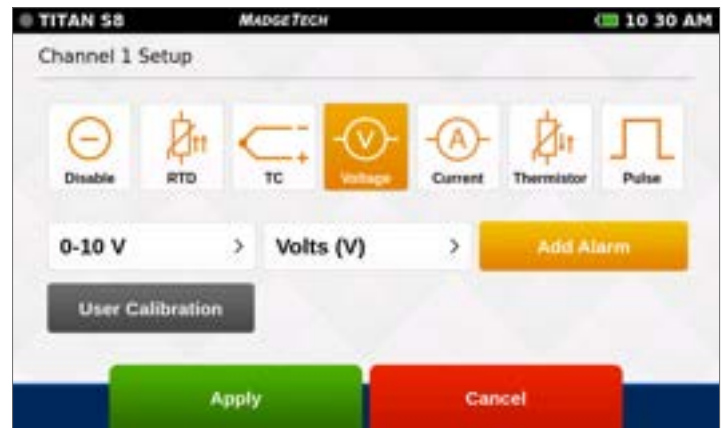 TITAN S8 MADGETECH 10 30 AM
Channel 1 Setup
Disable RTD TC Voltage Current Thermistor Pulse
0-10 V > Volts (V) > Add Alarm
User Calibration
Apply Cancel